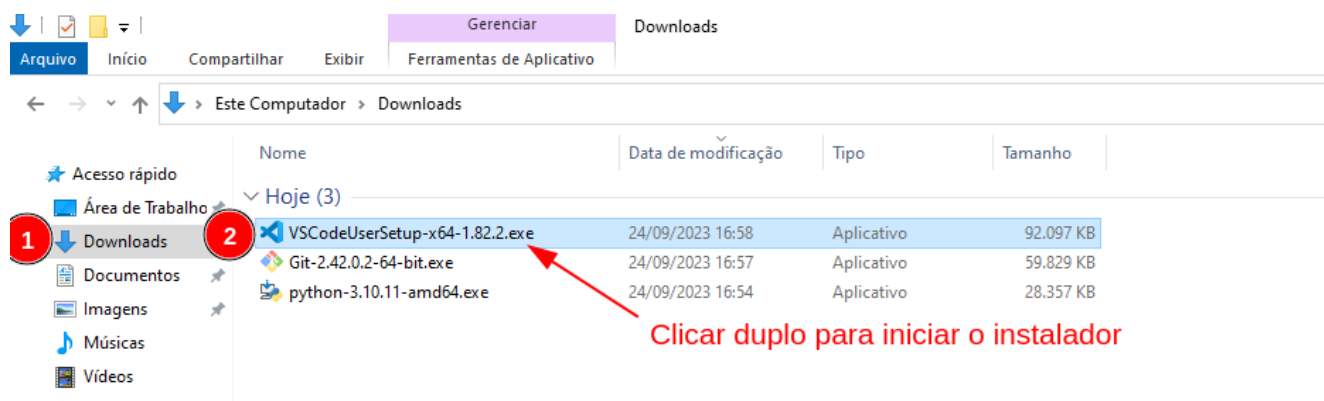 Gerenciar Downloads
Arquivo Início Compartilhar Exibir Ferramentas de Aplicativo
Este Computador > Downloads
Nome Data de modificação Tipo Tamanho
Acesso rápido
Hoje (3)
Área de Trabalho
1 Downloads
2 VSCodeUserSetup-x64-1.82.2.exe 24/09/2023 16:58 Aplicativo 92.097 KB
Documentos
Git-2.42.0.2-64-bit.exe 24/09/2023 16:57 Aplicativo 59.829 KB
Imagens
python-3.10.11-amd64.exe 24/09/2023 16:54 Aplicativo 28.357 KB
Músicas
Clicar duplo para iniciar o instalador
Vídeos